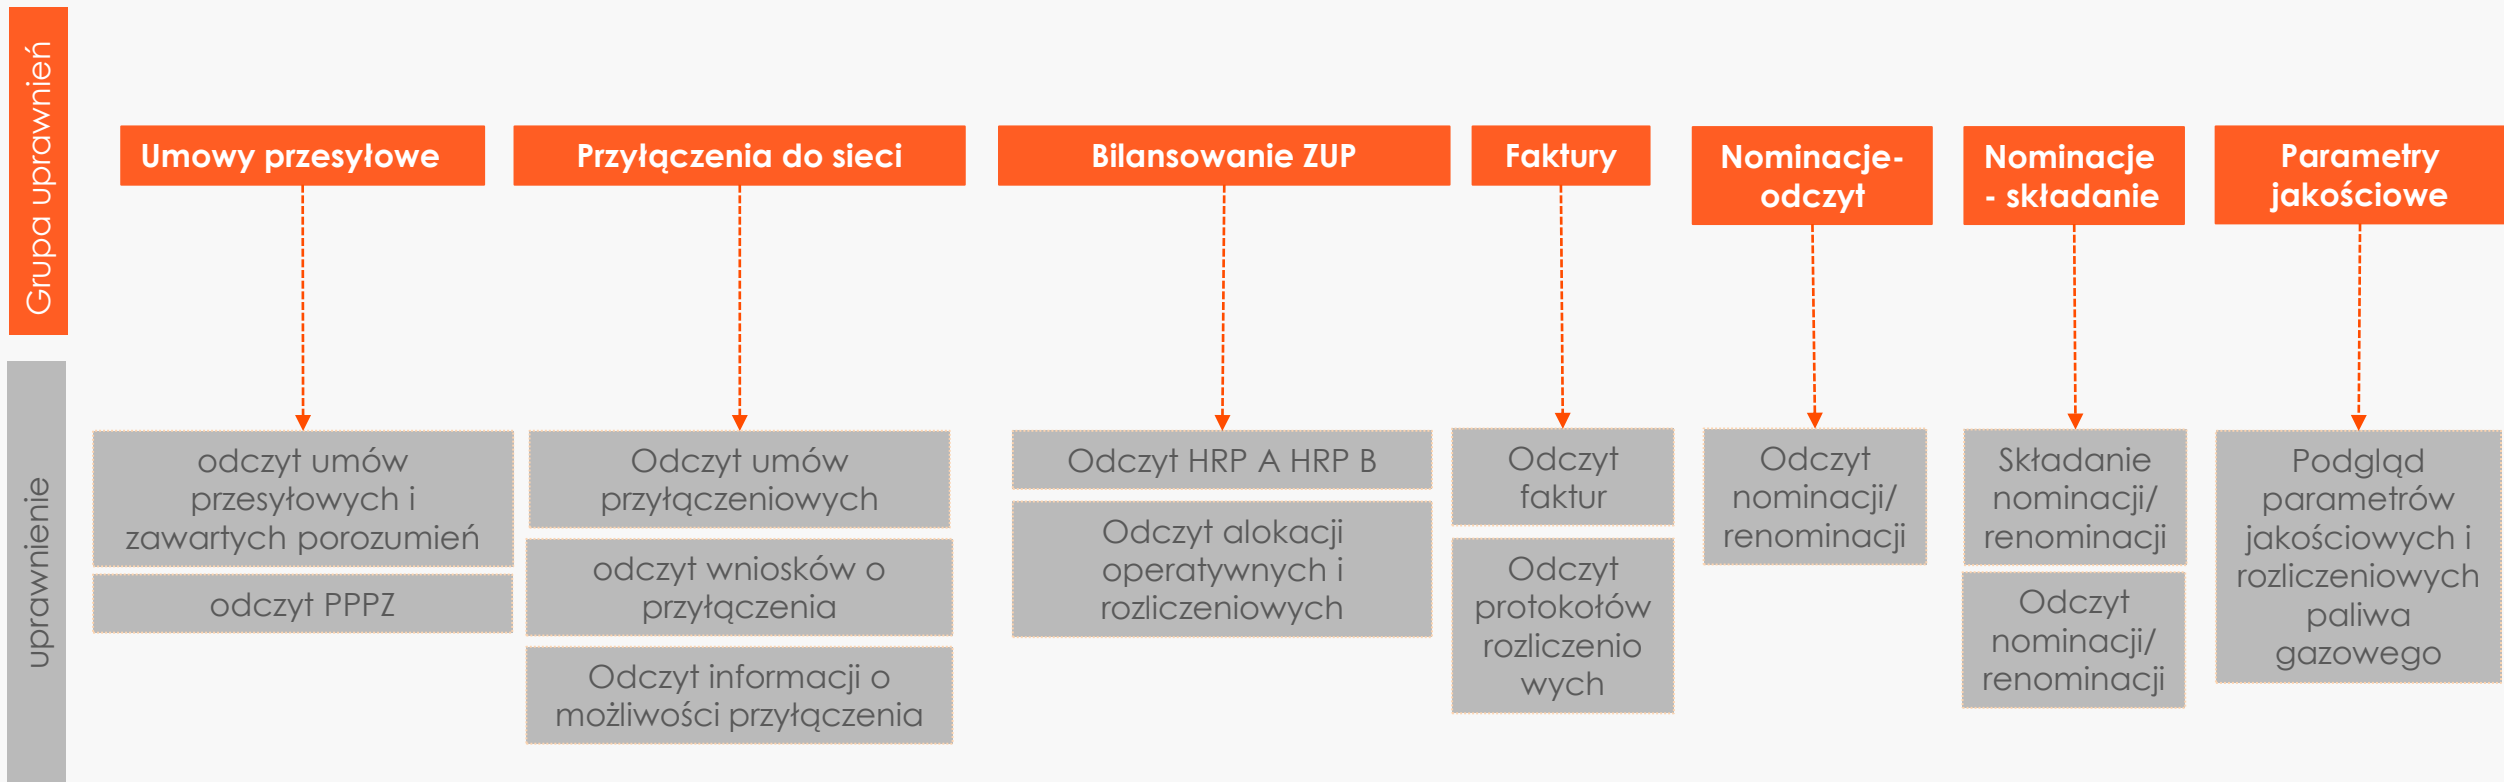 Grupa uprawnień
Umowy przesyłowe
Przyłączenia do sieci
Bilansowanie ZUP
Faktury
Nominacje-
odczyt
Nominacje
- składanie
Parametry
jakościowe
uprawnienie
odczyt umów
przesyłowych i
zawartych porozumień
odczyt PPPZ
Odczyt umów
przyłączeniowych
odczyt wniosków o
przyłączenia
Odczyt informacji o
możliwości przyłączenia
Odczyt HRP A HRP B
Odczyt alokacji
operatywnych i
rozliczeniowych
Odczyt
faktur
Odczyt
protokołów
rozliczenio
wych
Odczyt
nominacji/
renominacji
Składanie
nominacji/
renominacji
Odczyt
nominacji/
renominacji
Podgląd
parametrów
jakościowych i
rozliczeniowych
paliwa
gazowego